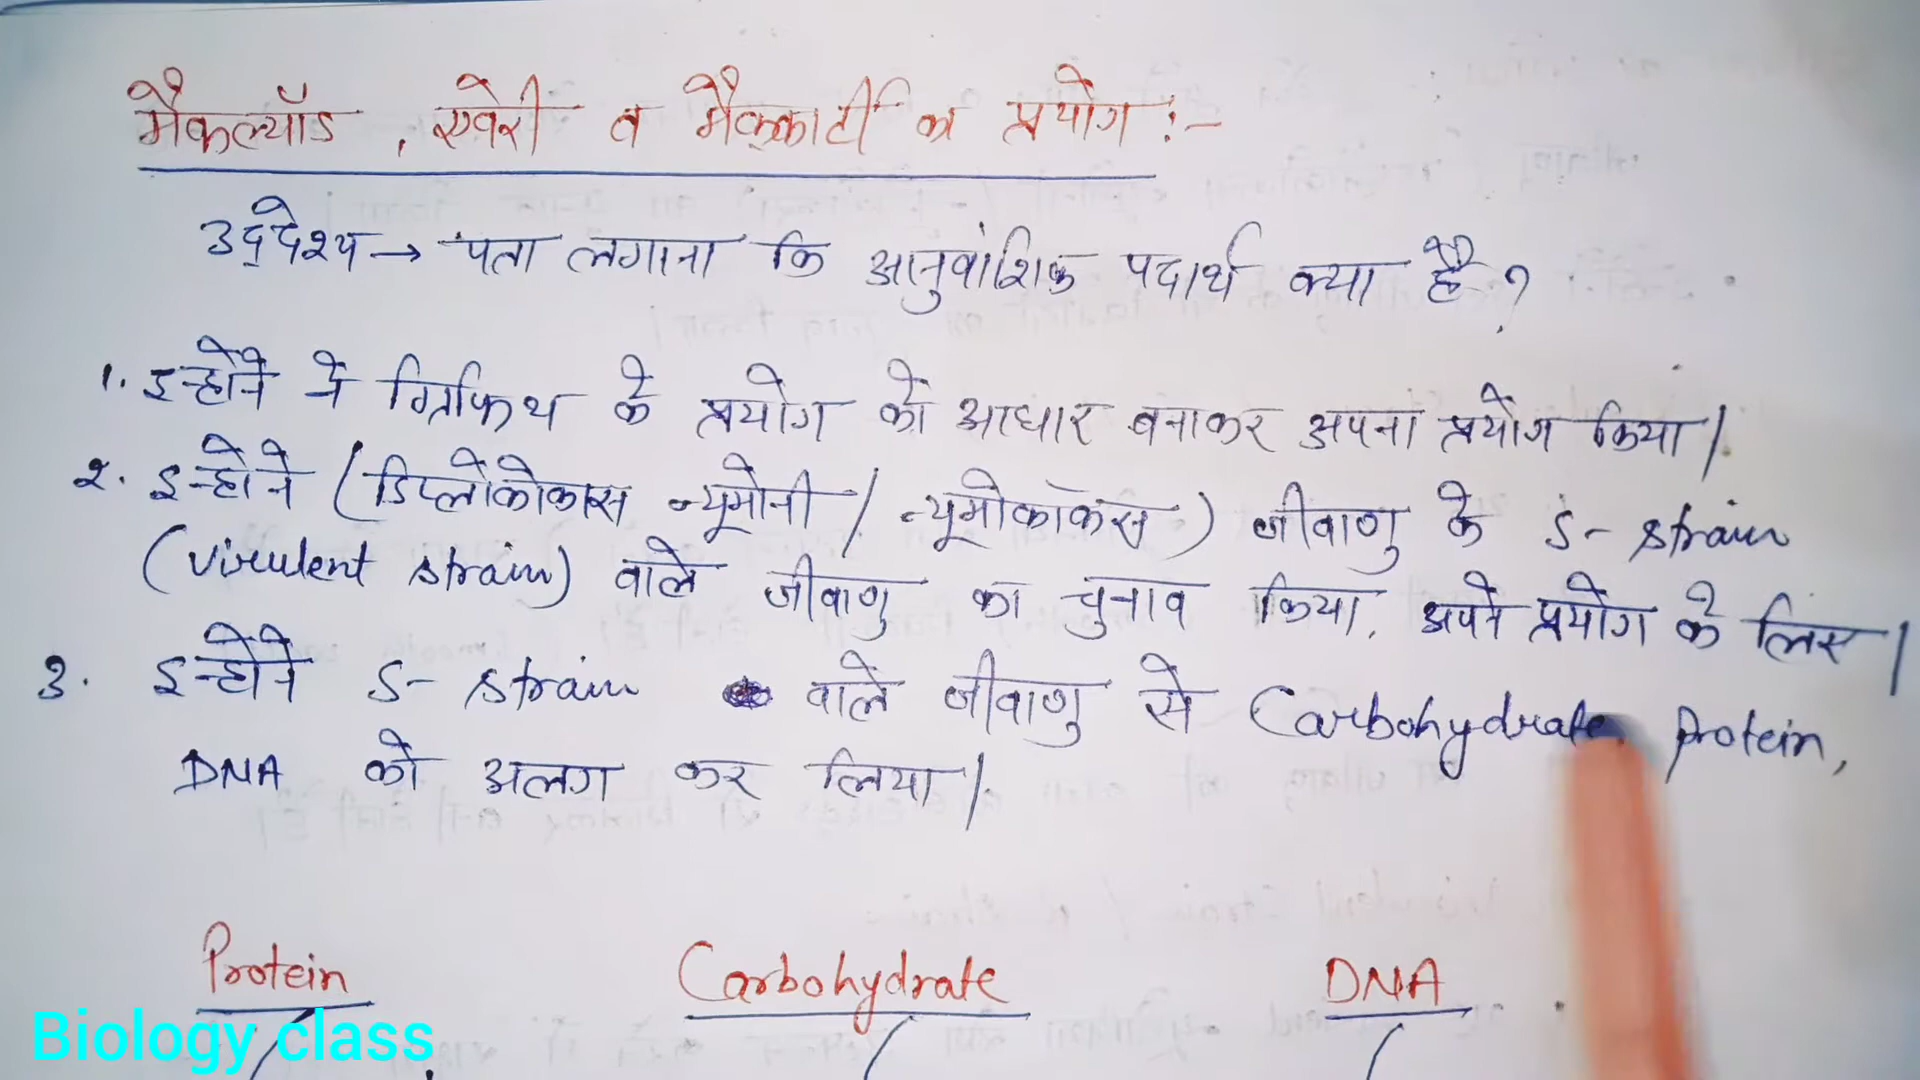 मैकल्यॉड, एवेरी व मैक्कार्टी का प्रयोग :-
उद्देश्य → पता लगाना कि आनुवांशिक पदार्थ क्या है ?
1. इन्होने ने ग्रिफिथ के प्रयोग को आधार बनाकर अपना प्रयोग किया।
2. इन्होने (डिप्लोकोकास न्यूमोनी / न्यूमोकॉकस) जीवाणु के S- strain
(virulent strain) वाले जीवाणु का चुनाव किया, अपने प्रयोग के लिए।
3. इन्होने S- strain वाले जीवाणु से Carbohydrate, protein,
DNA को अलग कर लिया।
Protein Carbohydrate DNA
Biology class